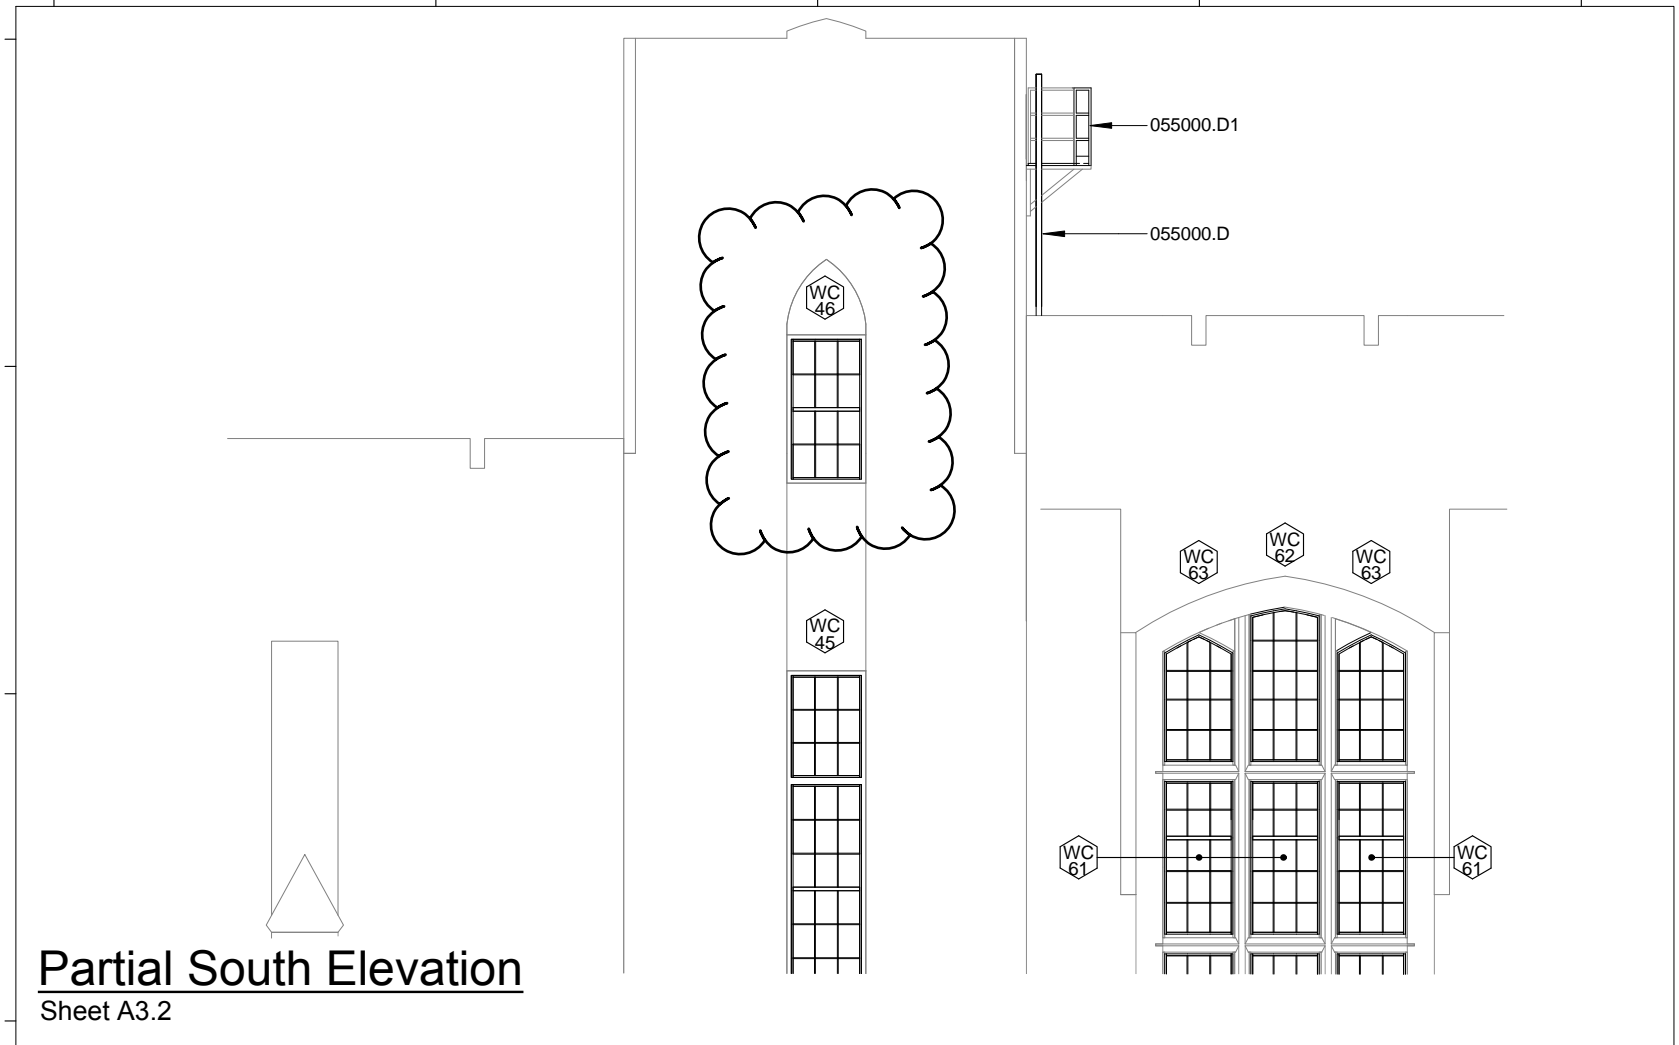 055000.D1
055000.D
WC
46
WC
63
WC
62
WC
63
WC
45
WC
61
WC
61
Partial South Elevation
Sheet A3.2